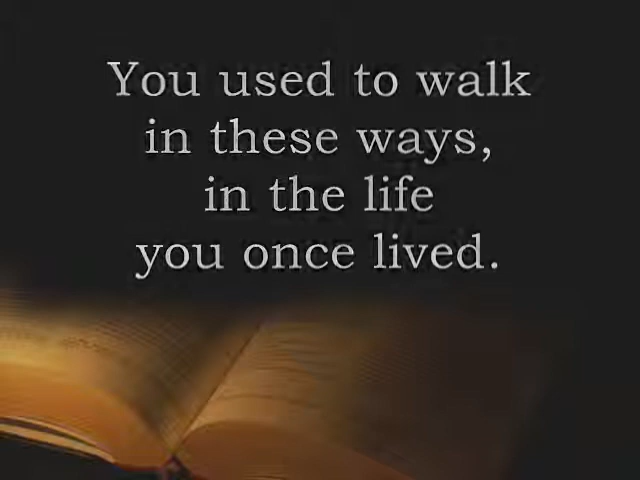 You used to walk
in these ways,
in the life
you once lived.